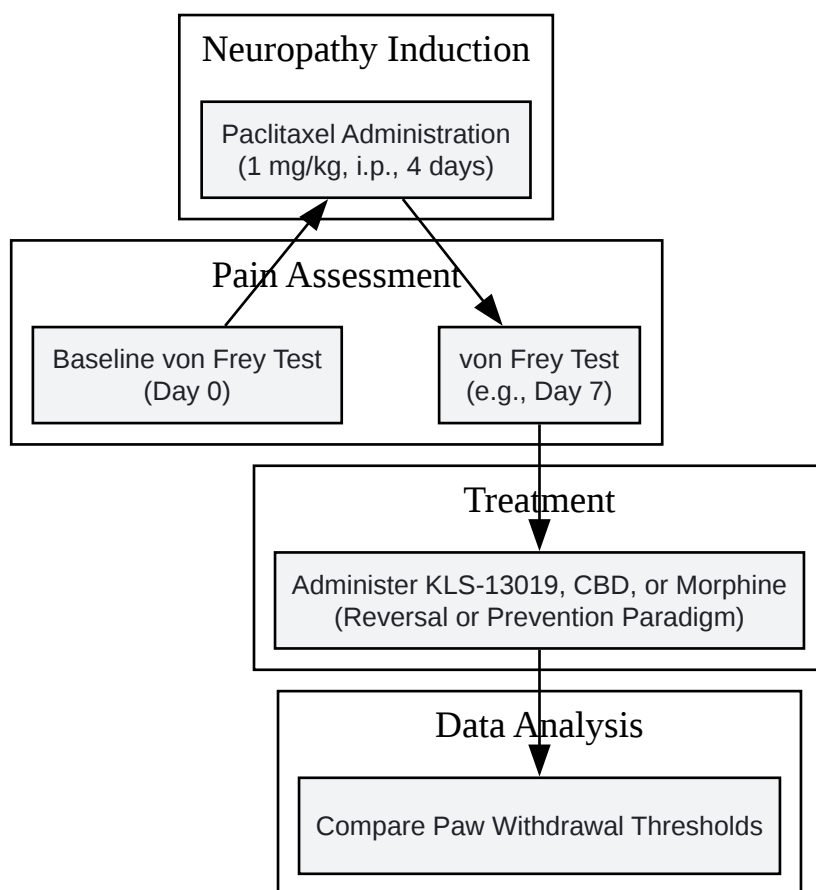 Neuropathy Induction
Paclitaxel Administration
(1 mg/kg, i.p., 4 days)
Pain Assessment
Baseline von Frey Test
(Day 0)
von Frey Test
(e.g., Day 7)
Treatment
Administer KLS-13019, CBD, or Morphine
(Reversal or Prevention Paradigm)
Data Analysis
Compare Paw Withdrawal Thresholds